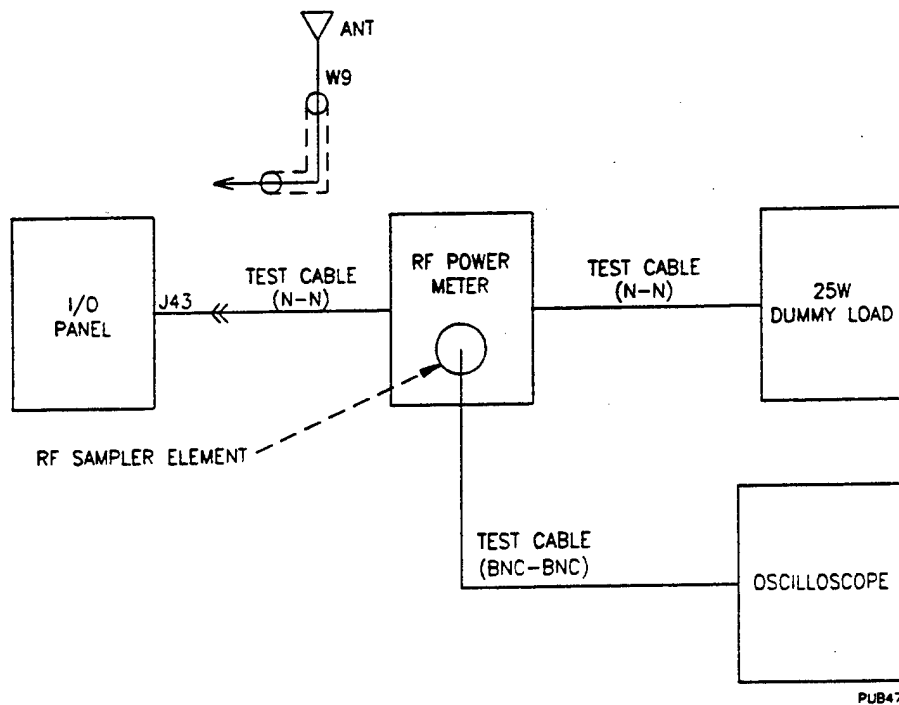 ANT
W9
I/O
PANEL
J43
TEST CABLE
(N-N)
RF POWER
METER
TEST CABLE
(N-N)
25W
DUMMY LOAD
RF SAMPLER ELEMENT
TEST CABLE
(BNC-BNC)
OSCILLOSCOPE
PUB47